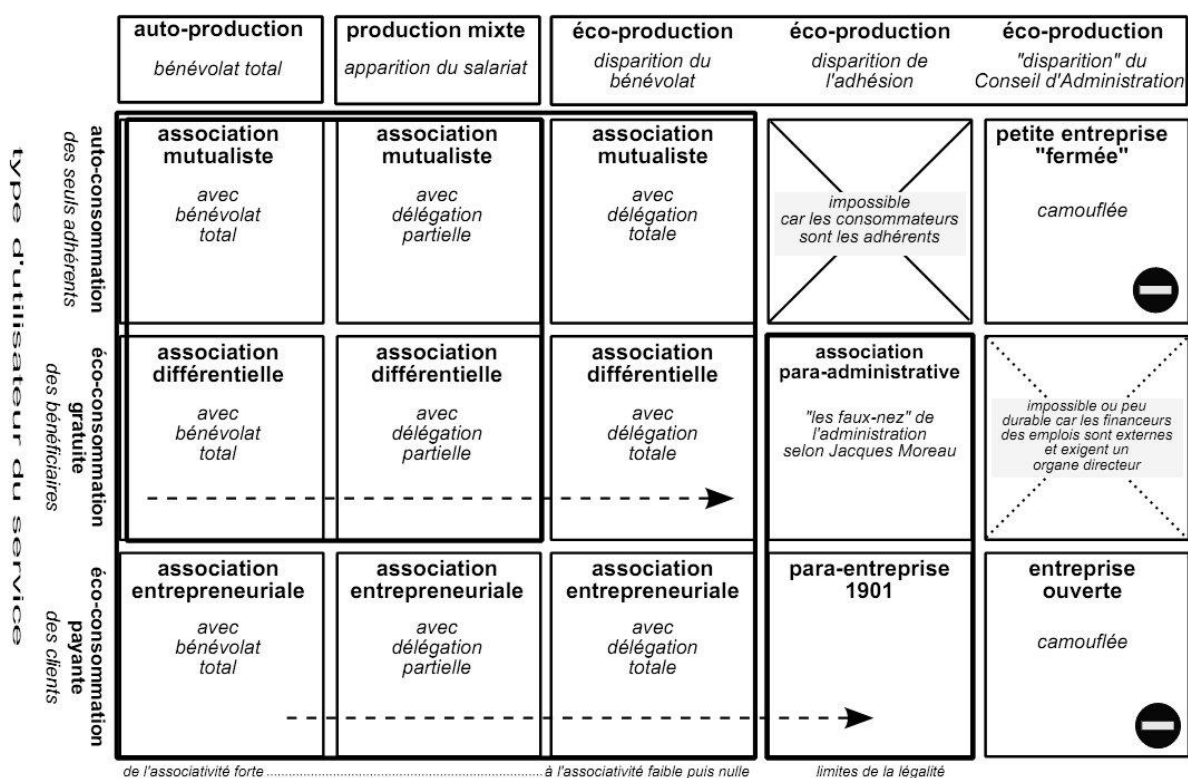 auto-production
bénévolat total
production mixte
apparition du salariat
éco-production
disparition du
bénévolat
éco-production
disparition de
l'adhésion
éco-production
"disparition" du
Conseil d'Administration
type d'utilisateur du service
auto-consommation
des seuls adhérents
association
mutualiste
avec
bénévolat
total
association
mutualiste
avec
délégation
partielle
association
mutualiste
avec
délégation
totale
impossible
car les consommateurs
sont les adhérents
petite entreprise
"fermée"
camouflée
éco-consommation
gratuite
des bénéficiaires
association
différentielle
avec
bénévolat
total
association
différentielle
avec
délégation
partielle
association
différentielle
avec
délégation
totale
association
para-administrative
"les faux-nez" de
l'administration
selon Jacques Moreau
impossible ou peu
durable car les financeurs
des emplois sont externes
et exigent un
organe directeur
éco-consommation
payante
des clients
association
entrepreneuriale
avec
bénévolat
total
association
entrepreneuriale
avec
délégation
partielle
association
entrepreneuriale
avec
délégation
totale
para-entreprise
1901
entreprise
ouverte
camouflée
de l'associativité forte ........................................................ à l'associativité faible puis nulle
limites de la légalité